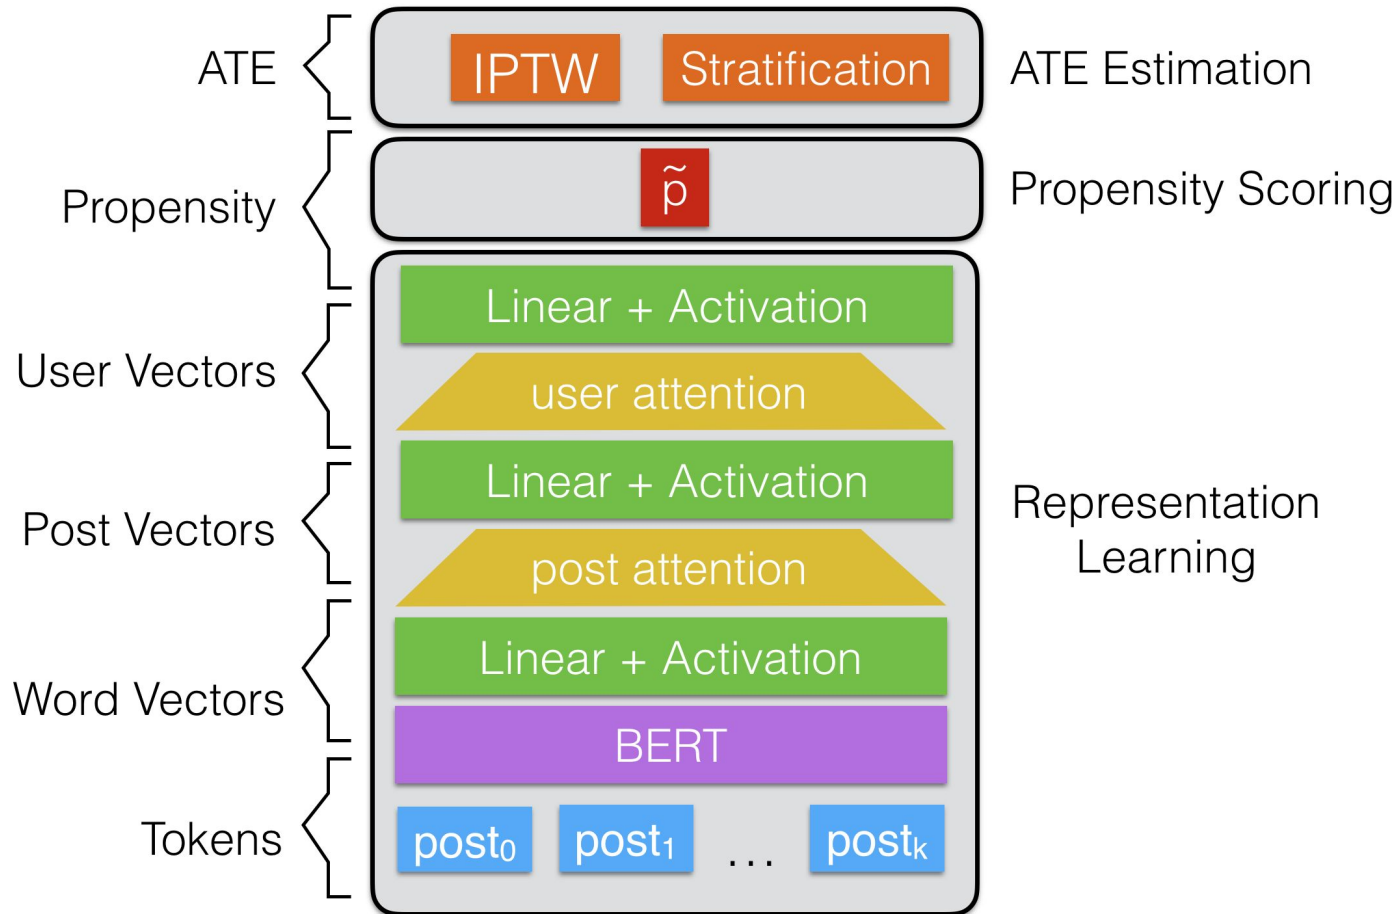 ATE
IPTW
Stratification
ATE Estimation
Propensity
p̃
Propensity Scoring
Linear + Activation
User Vectors
user attention
Linear + Activation
Post Vectors
post attention
Representation
Learning
Linear + Activation
Word Vectors
BERT
Tokens
post₀
post₁
...
postₖ